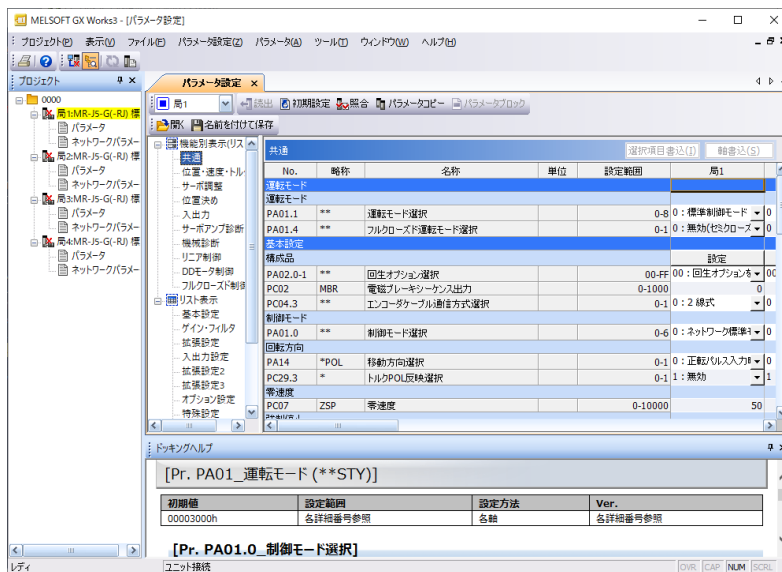 MELSOFT GX Works3 - [パラメータ設定]
プロジェクト(P) 表示(V) ファイル(F) パラメータ設定(Z) パラメータ(A) ツール(T) ウィンドウ(W) ヘルプ(H)
プロジェクト
0000
局1:MR-J5-G(-RJ) 標
パラメータ
ネットワークパラメー
局2:MR-J5-G(-RJ) 標
パラメータ
ネットワークパラメー
局3:MR-J5-G(-RJ) 標
パラメータ
ネットワークパラメー
局4:MR-J5-G(-RJ) 標
パラメータ
ネットワークパラメー
パラメータ設定
局1 読出 初期設定 照合 パラメータコピー パラメータブロック
開く 名前を付けて保存
機能別表示(リス
共通
位置・速度・トル
サーボ調整
位置決め
入出力
サーボアンプ診断
機械診断
リニア制御
DDモータ制御
フルクローズド制御
リスト表示
基本設定
ゲイン・フィルタ
拡張設定
入出力設定
拡張設定2
拡張設定3
オプション設定
特殊設定
共通 選択項目書込(I) 軸書込(S)
No. 略称 名称 単位 設定範囲 局1
運転モード
運転モード
PA01.1 ** 運転モード選択 0-8 0:標準制御モード 0
PA01.4 ** フルクローズド運転モード選択 0-1 0:無効(セミクローズ 0
基本設定
構成品 設定
PA02.0-1 ** 回生オプション選択 00-FF 00:回生オプションを 00
PC02 MBR 電磁ブレーキシーケンス出力 0-1000 0
PC04.3 ** エンコーダケーブル通信方式選択 0-1 0:2 線式 0
制御モード
PA01.0 ** 制御モード選択 0-6 0:ネットワーク標準モ 0
回転方向
PA14 *POL 移動方向選択 0-1 0:正転パルス入力時 0
PC29.3 * トルクPOL反映選択 0-1 1:無効 1
零速度
PC07 ZSP 零速度 0-10000 50
ドッキングヘルプ
[Pr. PA01_運転モード (**STY)]
初期値 設定範囲 設定方法 Ver.
00003000h 各詳細番号参照 各軸 各詳細番号参照
[Pr. PA01.0_制御モード選択]
レディ ユニット接続 OVR CAP NUM SCRL